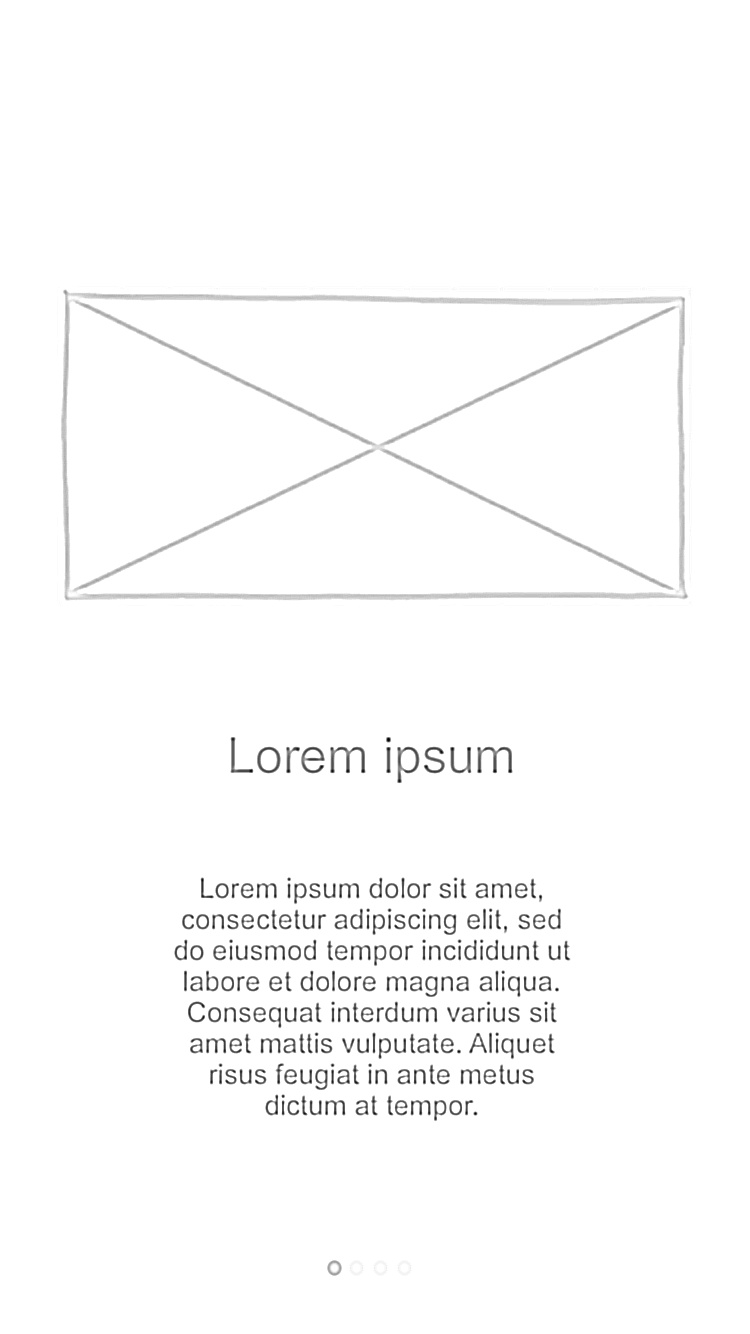 Lorem ipsum
Lorem ipsum dolor sit amet,
consectetur adipiscing elit, sed
do eiusmod tempor incididunt ut
labore et dolore magna aliqua.
Consequat interdum varius sit
amet mattis vulputate. Aliquet
risus feugiat in ante metus
dictum at tempor.